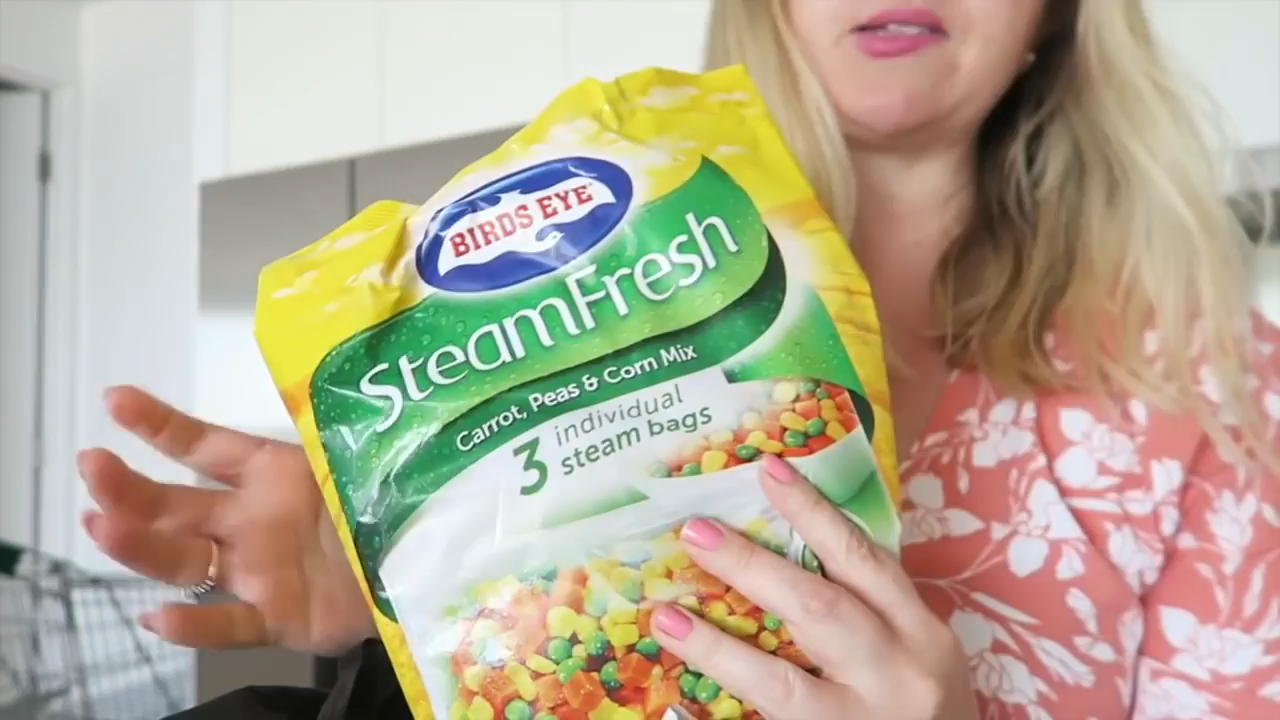 BIRDS EYE
SteamFresh
Carrot, Peas & Corn Mix
3 individual
steam bags